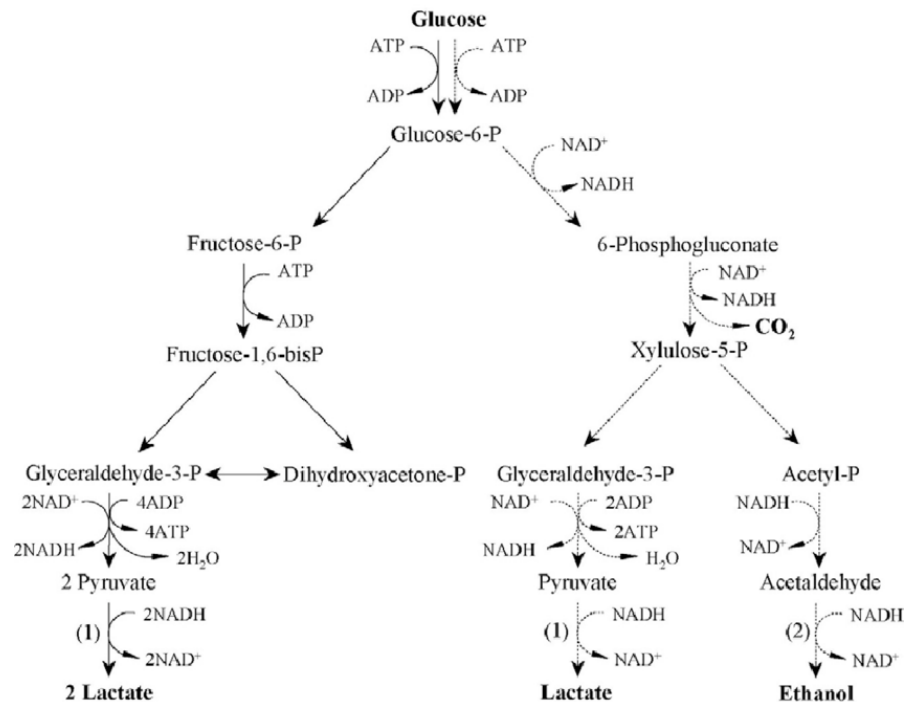 Glucose
ATP ATP
ADP ADP
Glucose-6-P
NAD⁺
NADH
Fructose-6-P 6-Phosphogluconate
ATP NAD⁺
NADH
ADP CO₂
Fructose-1,6-bisP Xylulose-5-P
Glyceraldehyde-3-P Dihydroxyacetone-P Glyceraldehyde-3-P Acetyl-P
2NAD⁺ 4ADP NAD⁺ 2ADP NADH
4ATP 2ATP
2NADH 2H₂O NADH H₂O NAD⁺
2 Pyruvate Pyruvate Acetaldehyde
2NADH NADH NADH
(1) (1) (2)
2NAD⁺ NAD⁺ NAD⁺
2 Lactate Lactate Ethanol